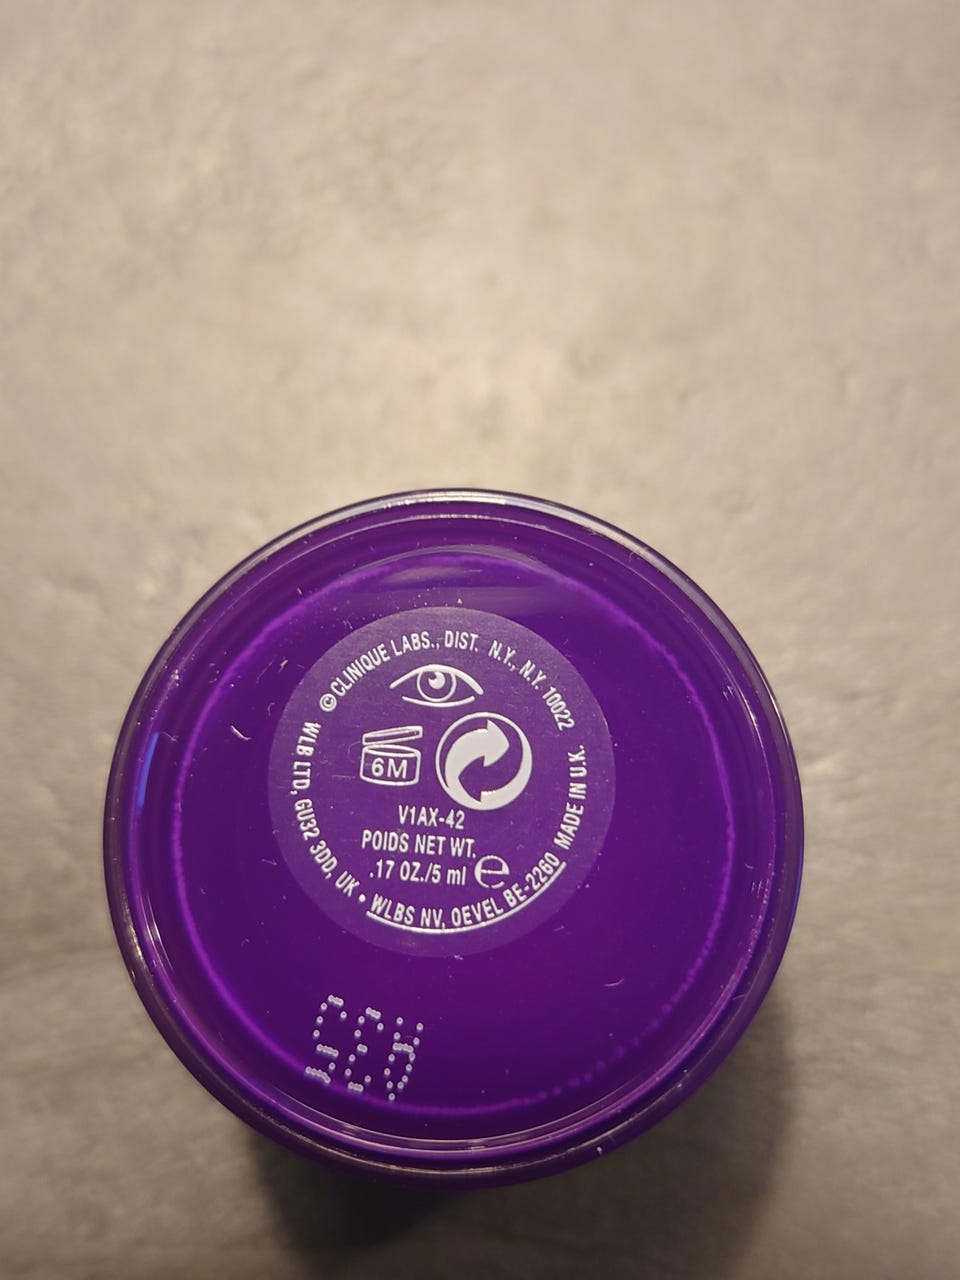 ©CLINIQUE LABS., DIST. N.Y., N.Y. 10022
WLB LTD, GU32 3DD, UK • WLBS NV, OEVEL BE-2260 MADE IN U.K.
6M
V1AX-42
POIDS NET WT.
.17 OZ./5 ml ℮
A35